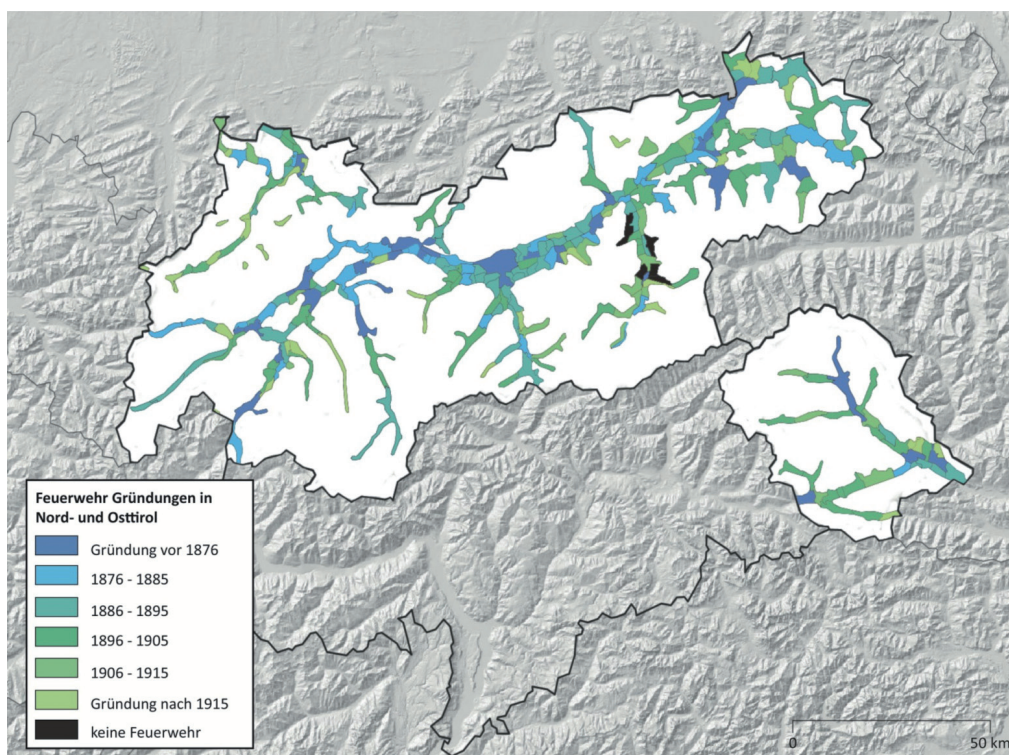 Feuerwehr Gründungen in
Nord- und Osttirol
Gründung vor 1876
1876 - 1885
1886 - 1895
1896 - 1905
1906 - 1915
Gründung nach 1915
keine Feuerwehr
0 50 km